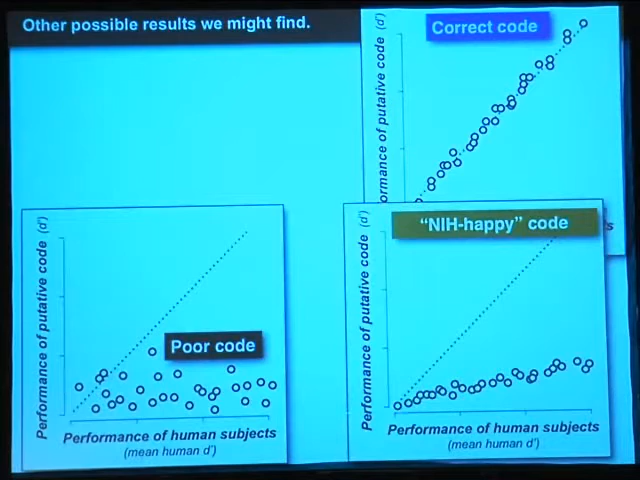 Other possible results we might find.
Correct code
ormance of putative code (d')
Performance of putative code (d')
Poor code
Performance of human subjects
(mean human d')
"NIH-happy" code
Performance of putative code (d')
Performance of human subjects
(mean human d')